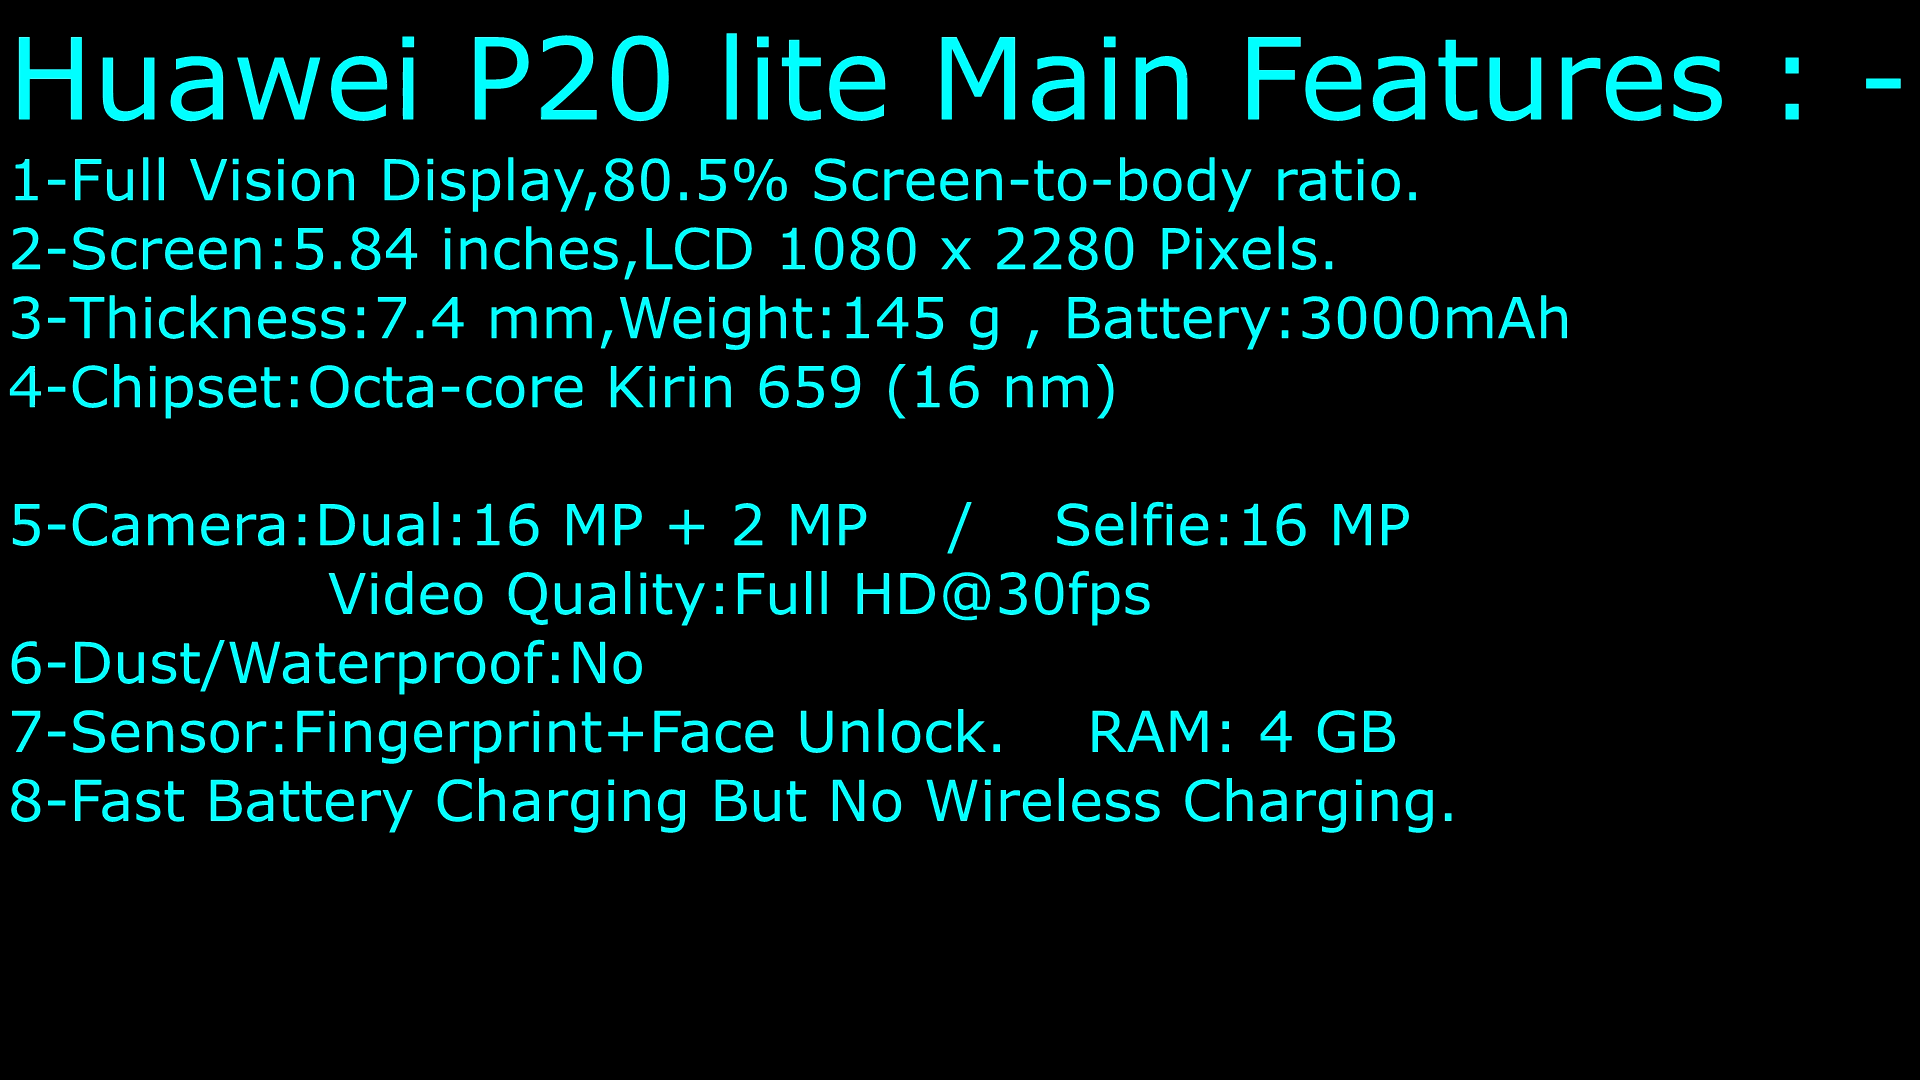 Huawei P20 lite Main Features : -
1-Full Vision Display,80.5% Screen-to-body ratio.
2-Screen:5.84 inches,LCD 1080 x 2280 Pixels.
3-Thickness:7.4 mm,Weight:145 g , Battery:3000mAh
4-Chipset:Octa-core Kirin 659 (16 nm)
5-Camera:Dual:16 MP + 2 MP / Selfie:16 MP
Video Quality:Full HD@30fps
6-Dust/Waterproof:No
7-Sensor:Fingerprint+Face Unlock. RAM: 4 GB
8-Fast Battery Charging But No Wireless Charging.